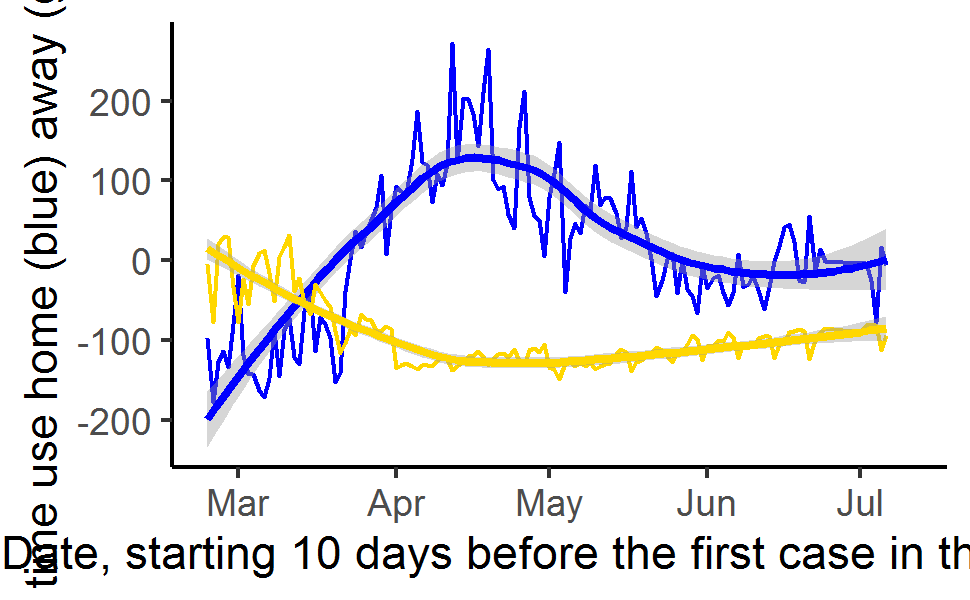 time use home (blue) away (
200
100
0
-100
-200
Mar Apr May Jun Jul
Date, starting 10 days before the first case in th